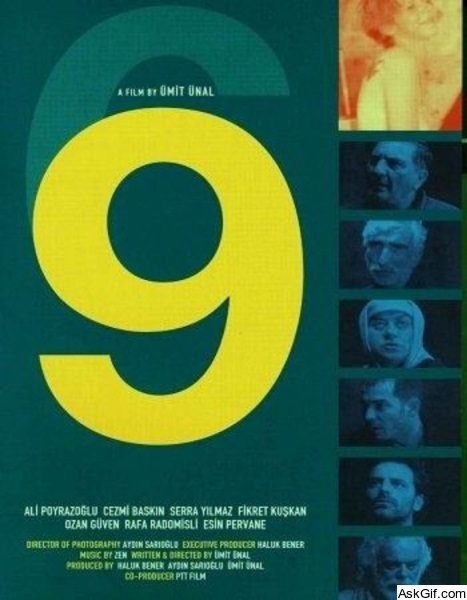 A FILM BY ÜMİT ÜNAL
9
ALİ POYRAZOĞLU CEZMİ BASKIN SERRA YILMAZ FİKRET KUŞKAN
OZAN GÜVEN RAFA RADOMİSLİ ESİN PERVANE
DIRECTOR OF PHOTOGRAPHY AYDIN SARIOĞLU EXECUTIVE PRODUCER HALUK BENER
MUSIC BY ZEN WRITTEN & DIRECTED BY ÜMİT ÜNAL
PRODUCED BY HALUK BENER AYDIN SARIOĞLU ÜMİT ÜNAL
CO-PRODUCER PTT FILM
AskGif.com